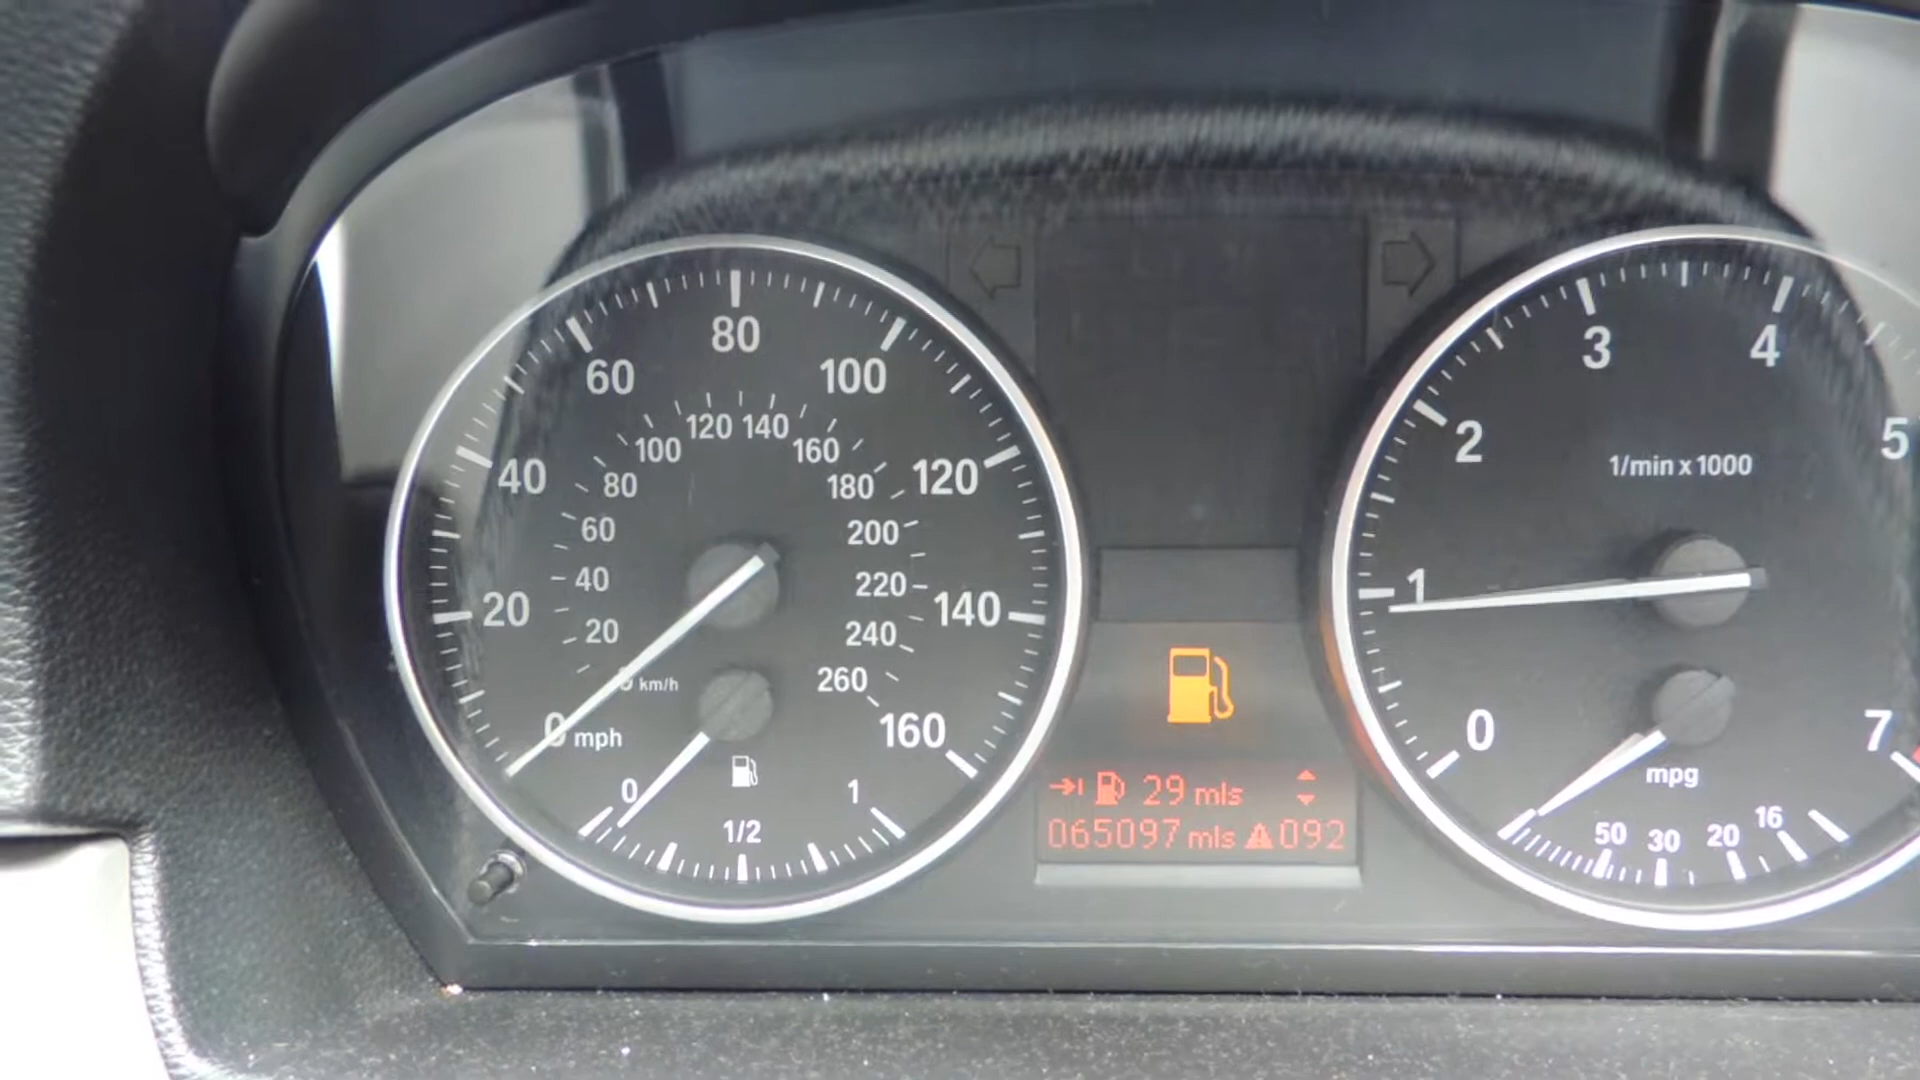 80
60 100
120 140
100 160
40 120
80 180
60 200
40 220
20 140
20 240
0 km/h 260
0 mph 160
0 1
1/2
29 mls
065097 mls 092
3 4
2 5
1/min x 1000
1
0 7
mpg
50 30 20 16